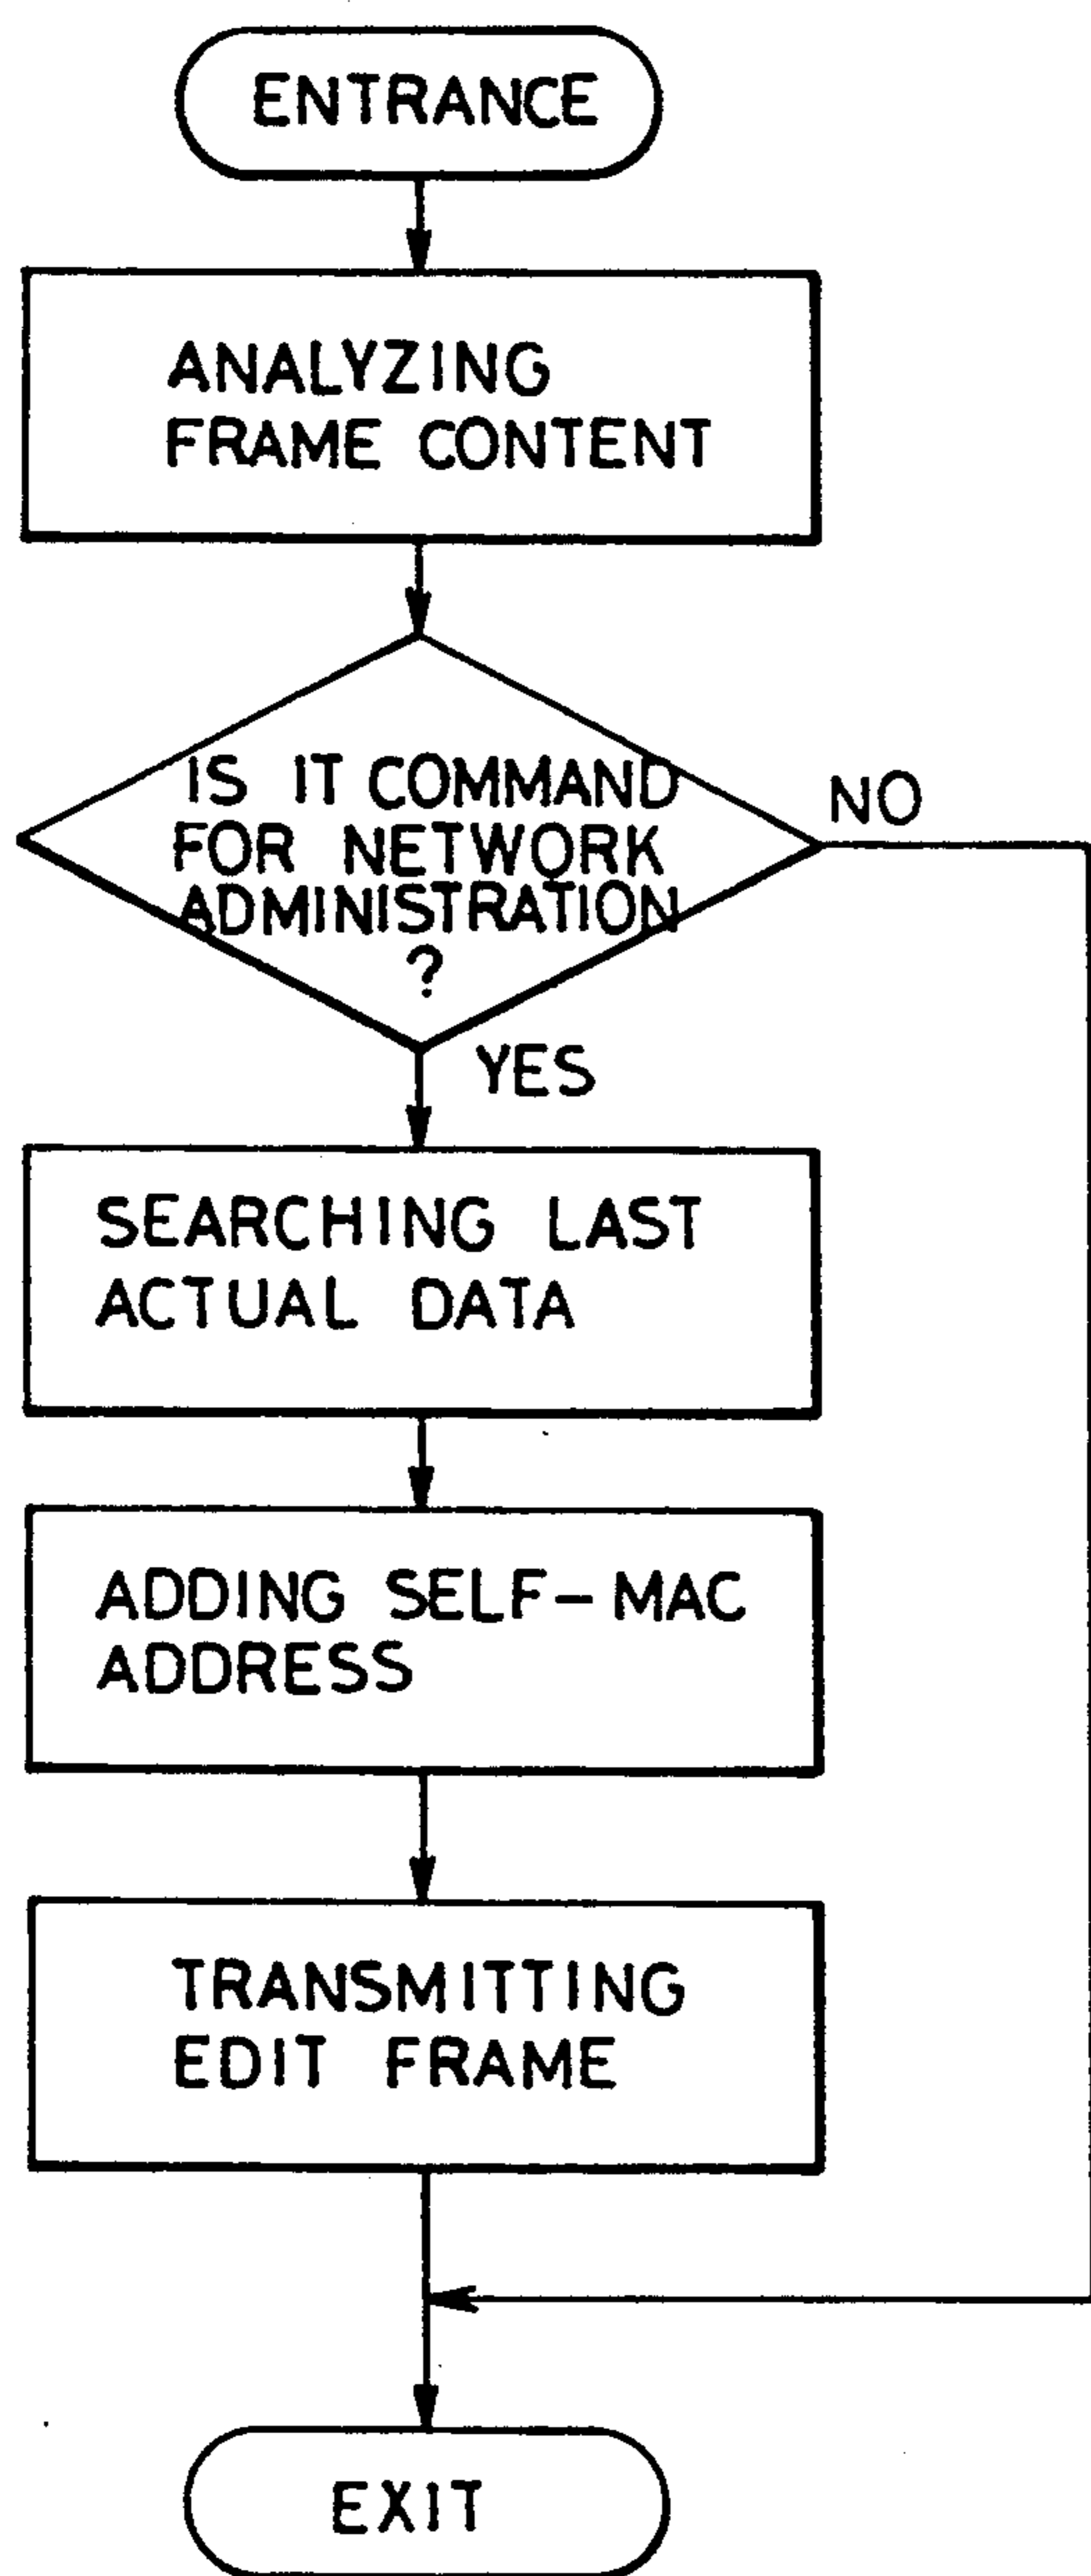 ENTRANCE
ANALYZING
FRAME CONTENT
IS IT COMMAND
FOR NETWORK
ADMINISTRATION
?
NO
YES
SEARCHING LAST
ACTUAL DATA
ADDING SELF-MAC
ADDRESS
TRANSMITTING
EDIT FRAME
EXIT